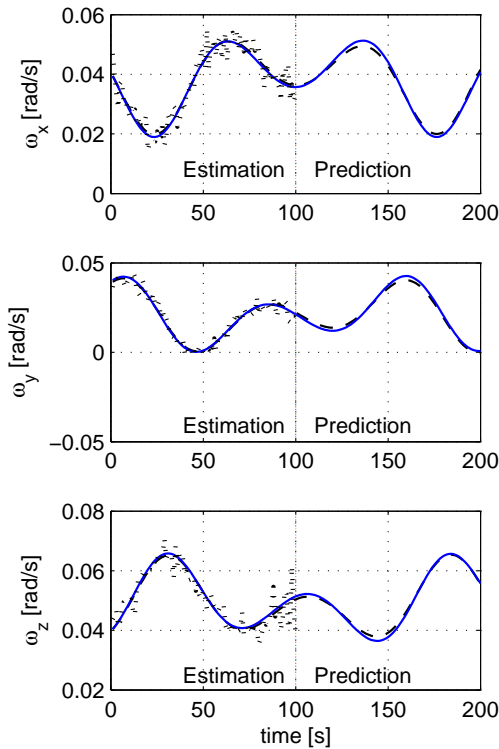 0.06
0.04
0.02
0
ω_x [rad/s]
Estimation Prediction
0 50 100 150 200
0.05
0
−0.05
ω_y [rad/s]
Estimation Prediction
0 50 100 150 200
0.08
0.06
0.04
0.02
ω_z [rad/s]
Estimation Prediction
0 50 100 150 200
time [s]